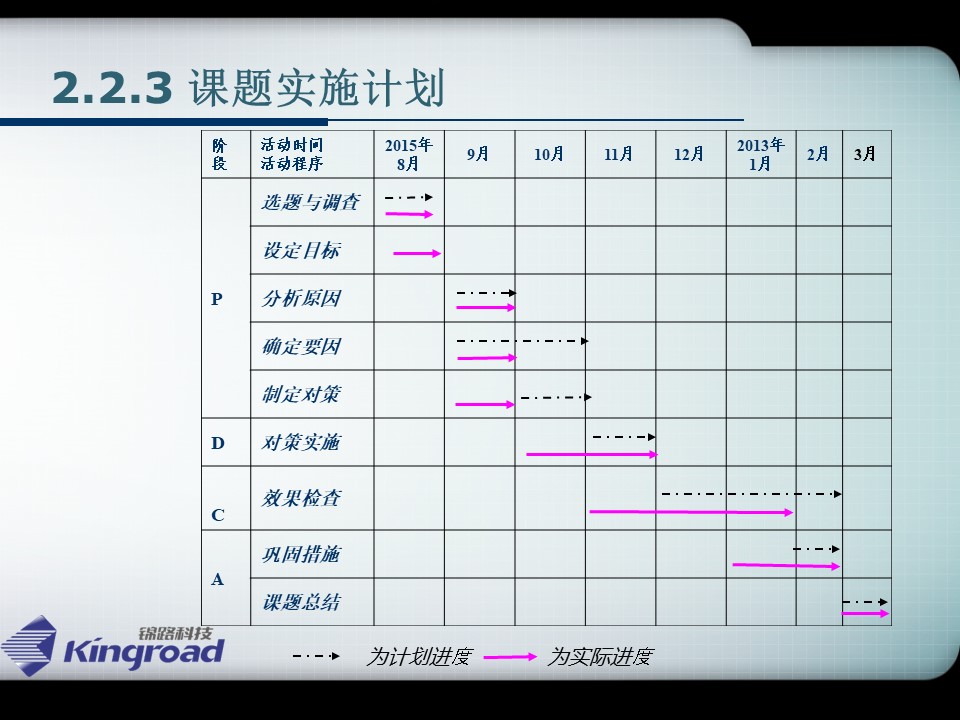 2.2.3 课题实施计划
阶段
活动时间
活动程序
2015年
8月
9月
10月
11月
12月
2013年
1月
2月
3月
P
选题与调查
设定目标
分析原因
确定要因
制定对策
D
对策实施
C
效果检查
A
巩固措施
课题总结
锦路科技
Kingroad
为计划进度
为实际进度